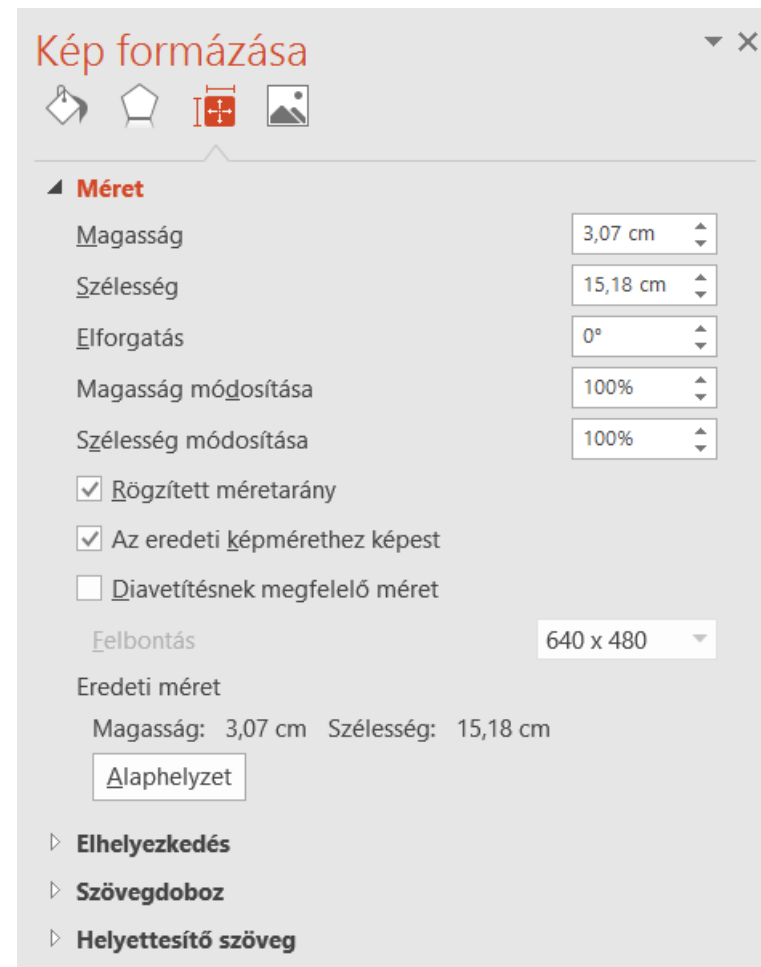 Kép formázása
Méret
Magasság 3,07 cm
Szélesség 15,18 cm
Elforgatás 0°
Magasság módosítása 100%
Szélesség módosítása 100%
Rögzített méretarány
Az eredeti képmérethez képest
Diavetítésnek megfelelő méret
Felbontás 640 x 480
Eredeti méret
Magasság: 3,07 cm Szélesség: 15,18 cm
Alaphelyzet
Elhelyezkedés
Szövegdoboz
Helyettesítő szöveg